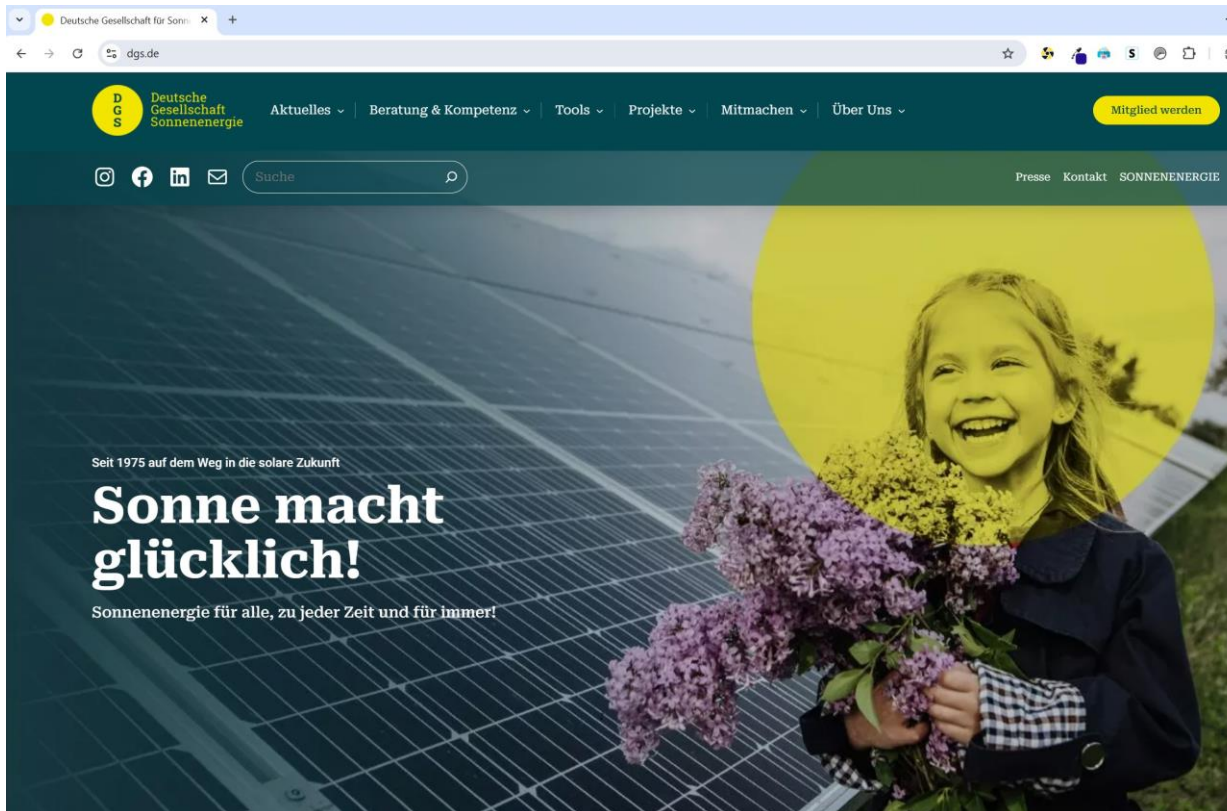 Deutsche Gesellschaft für Sonn
dgs.de
S
D
G
S
Deutsche
Gesellschaft
Sonnenenergie
Aktuelles
Beratung & Kompetenz
Tools
Projekte
Mitmachen
Über Uns
Mitglied werden
Suche
Presse Kontakt SONNENENERGIE
Seit 1975 auf dem Weg in die solare Zukunft
Sonne macht
glücklich!
Sonnenenergie für alle, zu jeder Zeit und für immer!